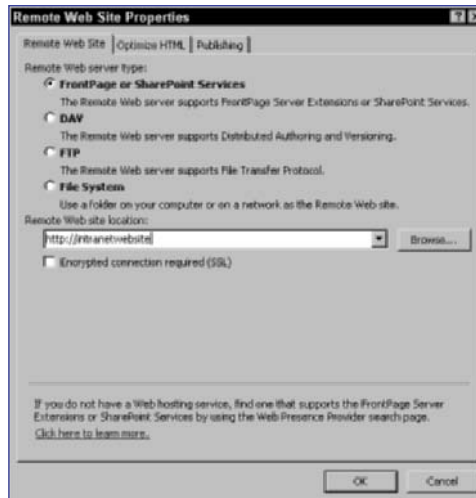 Remote Web Site Properties
Remote Web Site Optimize HTML Publishing
Remote Web server type:
FrontPage or SharePoint Services
The Remote Web server supports FrontPage Server Extensions or SharePoint Services.
DAV
The Remote Web server supports Distributed Authoring and Versioning.
FTP
The Remote Web server supports File Transfer Protocol.
File System
Use a folder on your computer or on a network as the Remote Web site.
Remote Web site location:
http://intranetwebsite
Browse...
Encrypted connection required (SSL)
If you do not have a Web hosting service, find one that supports the FrontPage Server
Extensions or SharePoint Services by using the Web Presence Provider search page.
Click here to learn more.
OK Cancel